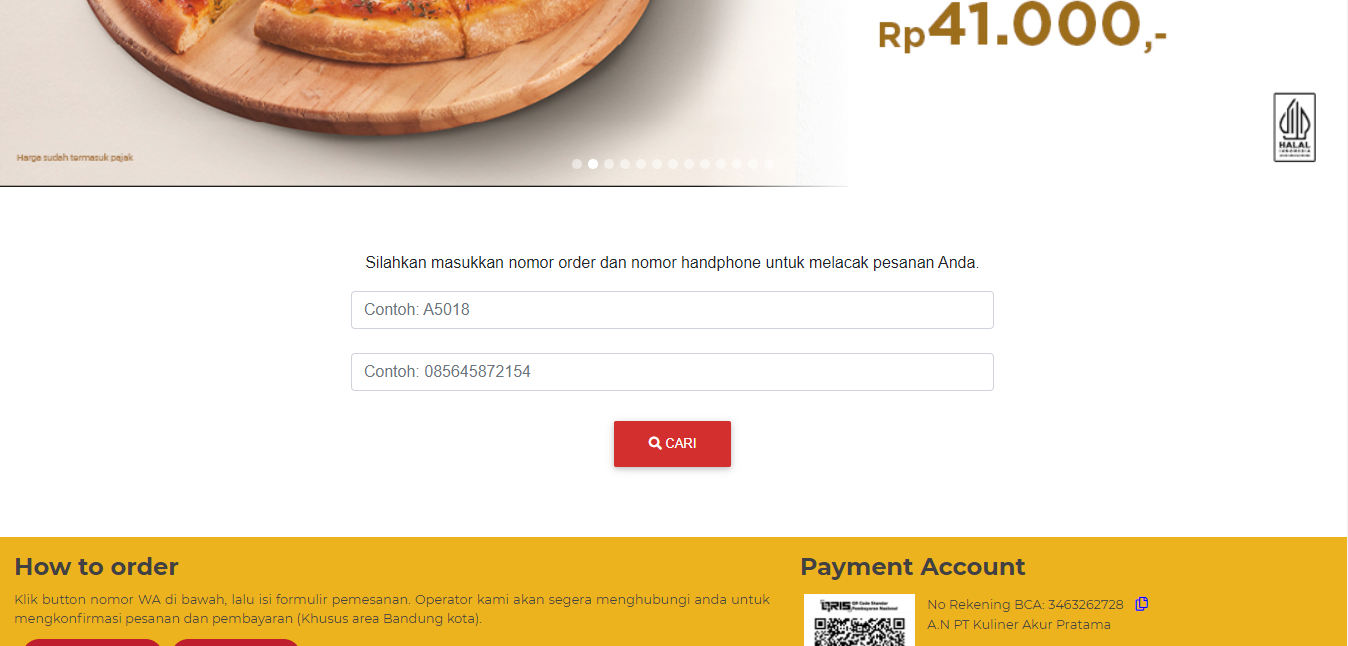 Rp41.000,-
HALAL
INDONESIA
Harga sudah termasuk pajak
Silahkan masukkan nomor order dan nomor handphone untuk melacak pesanan Anda.
Contoh: A5018
Contoh: 085645872154
CARI
How to order
Klik button nomor WA di bawah, lalu isi formulir pemesanan. Operator kami akan segera menghubungi anda untuk
mengkonfirmasi pesanan dan pembayaran (Khusus area Bandung kota).
Payment Account
QRIS QR Code Standar
Pembayaran Nasional
No Rekening BCA: 3463262728
A.N PT Kuliner Akur Pratama